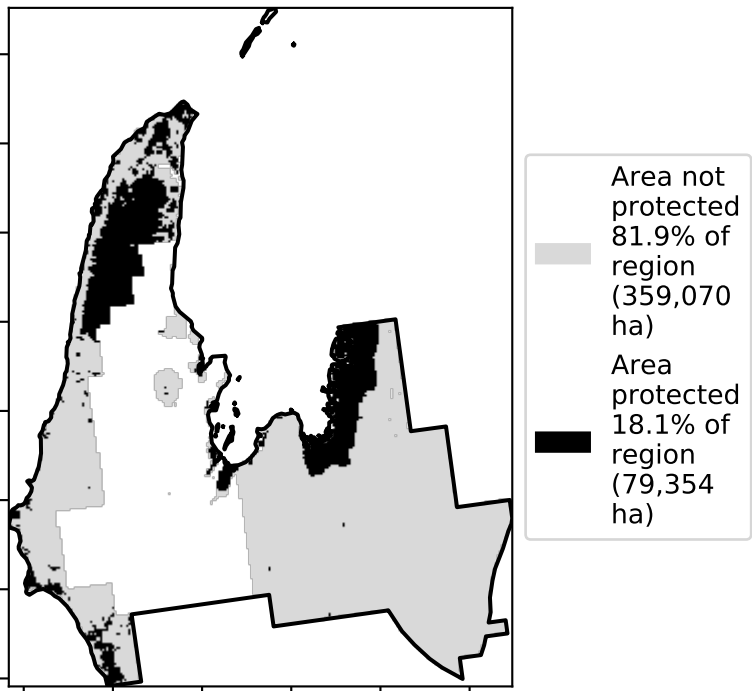 Area not
protected
81.9% of
region
(359,070
ha)
Area
protected
18.1% of
region
(79,354
ha)